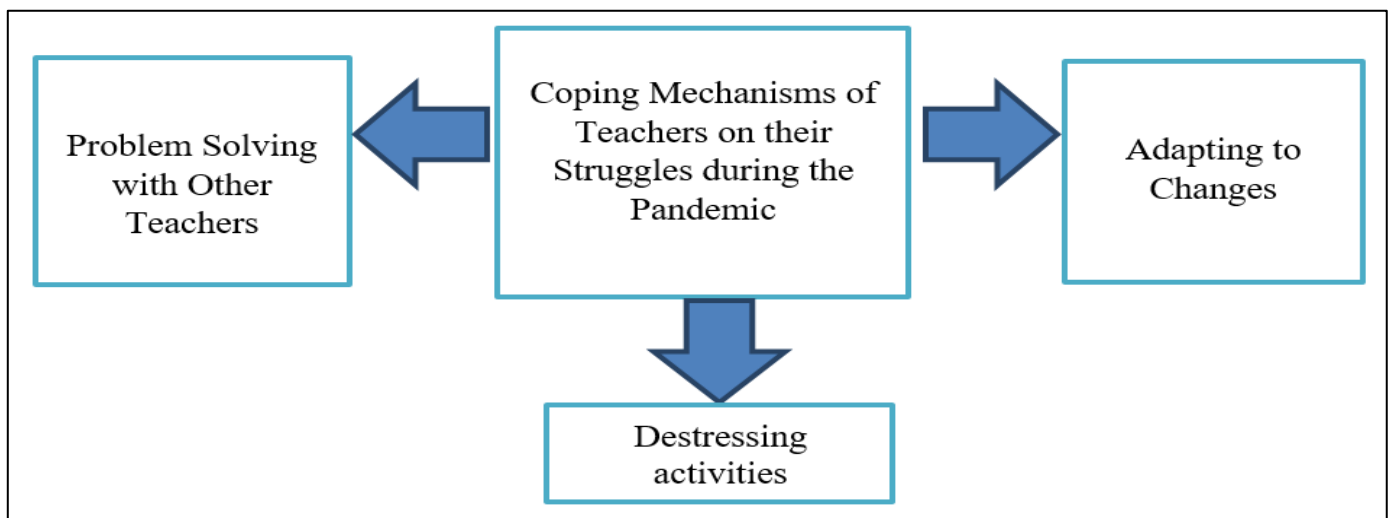 Problem Solving
with Other
Teachers
Coping Mechanisms of
Teachers on their
Struggles during the
Pandemic
Adapting to
Changes
Destressing
activities